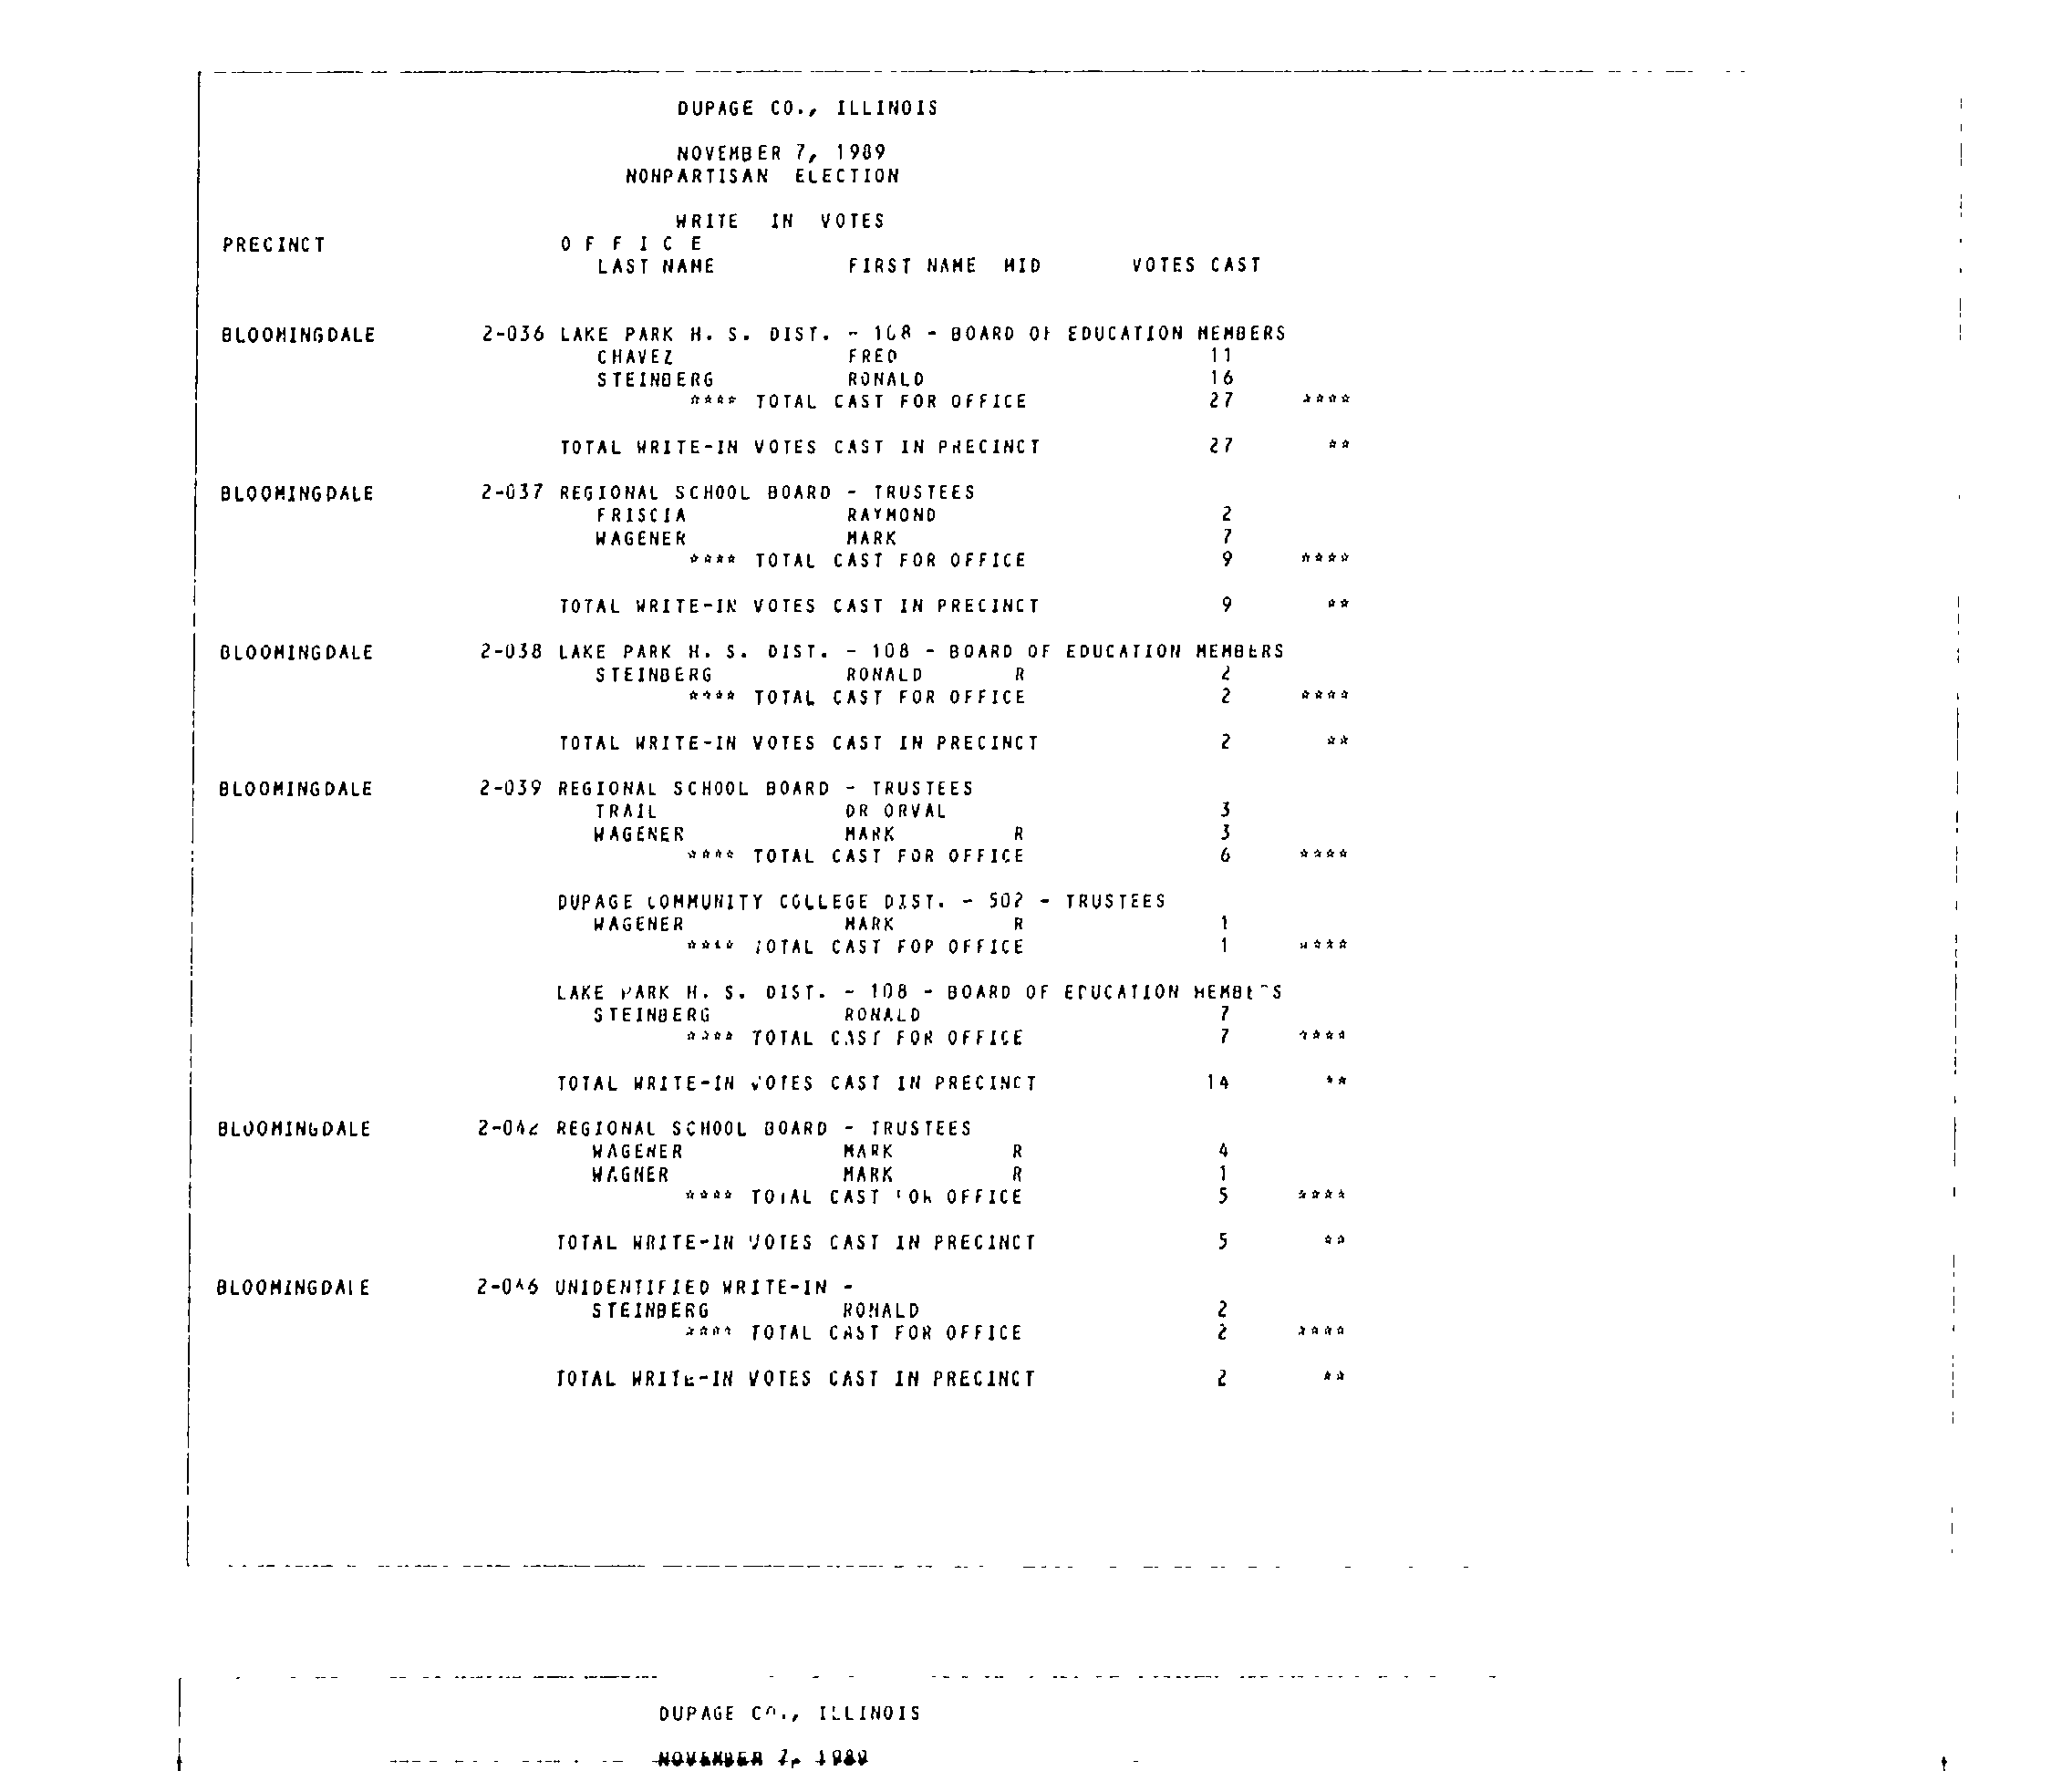 DUPAGE CO., ILLINOIS
NOVEMBER 7, 1989
NONPARTISAN ELECTION
WRITE IN VOTES
PRECINCT O F F I C E
LAST NAME FIRST NAME MID VOTES CAST
BLOOMINGDALE 2-036 LAKE PARK H. S. DIST. - 108 - BOARD OF EDUCATION MEMBERS
CHAVEZ FRED 11
STEINBERG RONALD 16
**** TOTAL CAST FOR OFFICE 27 ****
TOTAL WRITE-IN VOTES CAST IN PRECINCT 27 **
BLOOMINGDALE 2-037 REGIONAL SCHOOL BOARD - TRUSTEES
FRISCIA RAYMOND 2
WAGENER MARK 7
**** TOTAL CAST FOR OFFICE 9 ****
TOTAL WRITE-IN VOTES CAST IN PRECINCT 9 **
BLOOMINGDALE 2-038 LAKE PARK H. S. DIST. - 108 - BOARD OF EDUCATION MEMBERS
STEINBERG RONALD R 2
**** TOTAL CAST FOR OFFICE 2 ****
TOTAL WRITE-IN VOTES CAST IN PRECINCT 2 **
BLOOMINGDALE 2-039 REGIONAL SCHOOL BOARD - TRUSTEES
TRAIL DR ORVAL 3
WAGENER MARK R 3
**** TOTAL CAST FOR OFFICE 6 ****
DUPAGE COMMUNITY COLLEGE DIST. - 502 - TRUSTEES
WAGENER MARK R 1
**** TOTAL CAST FOR OFFICE 1 ****
LAKE PARK H. S. DIST. - 108 - BOARD OF EDUCATION MEMBERS
STEINBERG RONALD 7
**** TOTAL CAST FOR OFFICE 7 ****
TOTAL WRITE-IN VOTES CAST IN PRECINCT 14 **
BLOOMINGDALE 2-042 REGIONAL SCHOOL BOARD - TRUSTEES
WAGENER MARK R 4
WAGNER MARK R 1
**** TOTAL CAST FOR OFFICE 5 ****
TOTAL WRITE-IN VOTES CAST IN PRECINCT 5 **
BLOOMINGDALE 2-046 UNIDENTIFIED WRITE-IN -
STEINBERG RONALD 2
**** TOTAL CAST FOR OFFICE 2 ****
TOTAL WRITE-IN VOTES CAST IN PRECINCT 2 **
DUPAGE CO., ILLINOIS
NOVEMBER 7, 1989